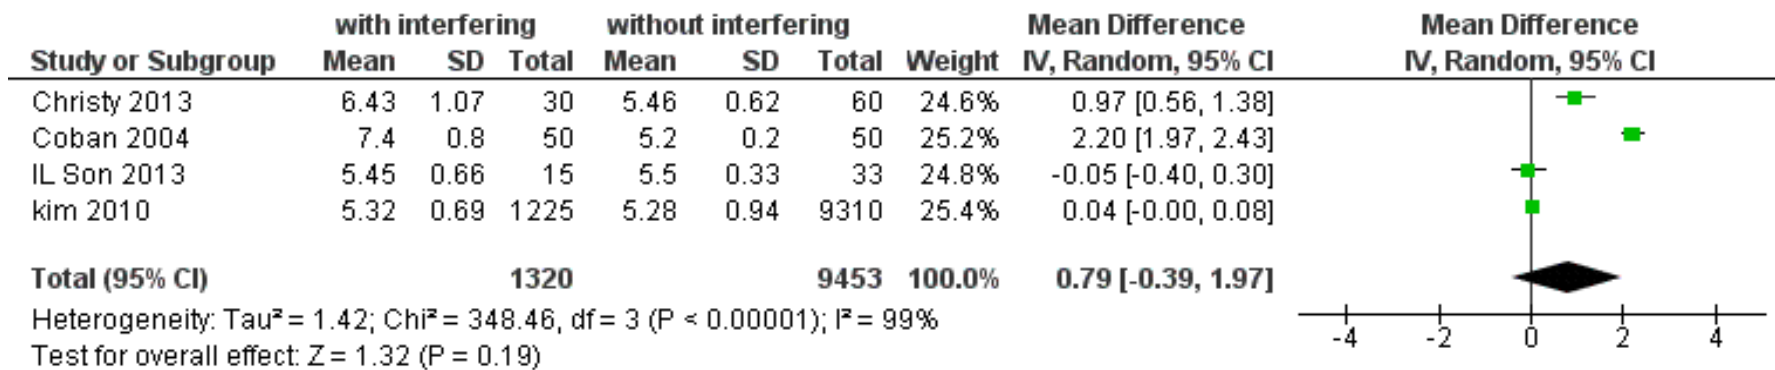 with interfering without interfering Mean Difference Mean Difference
Study or Subgroup Mean SD Total Mean SD Total Weight IV, Random, 95% CI IV, Random, 95% CI
Christy 2013 6.43 1.07 30 5.46 0.62 60 24.6% 0.97 [0.56, 1.38]
Coban 2004 7.4 0.8 50 5.2 0.2 50 25.2% 2.20 [1.97, 2.43]
IL Son 2013 5.45 0.66 15 5.5 0.33 33 24.8% -0.05 [-0.40, 0.30]
kim 2010 5.32 0.69 1225 5.28 0.94 9310 25.4% 0.04 [-0.00, 0.08]
Total (95% CI) 1320 9453 100.0% 0.79 [-0.39, 1.97]
Heterogeneity: Tau² = 1.42; Chi² = 348.46, df = 3 (P < 0.00001); I² = 99%
Test for overall effect: Z = 1.32 (P = 0.19)
-4 -2 0 2 4